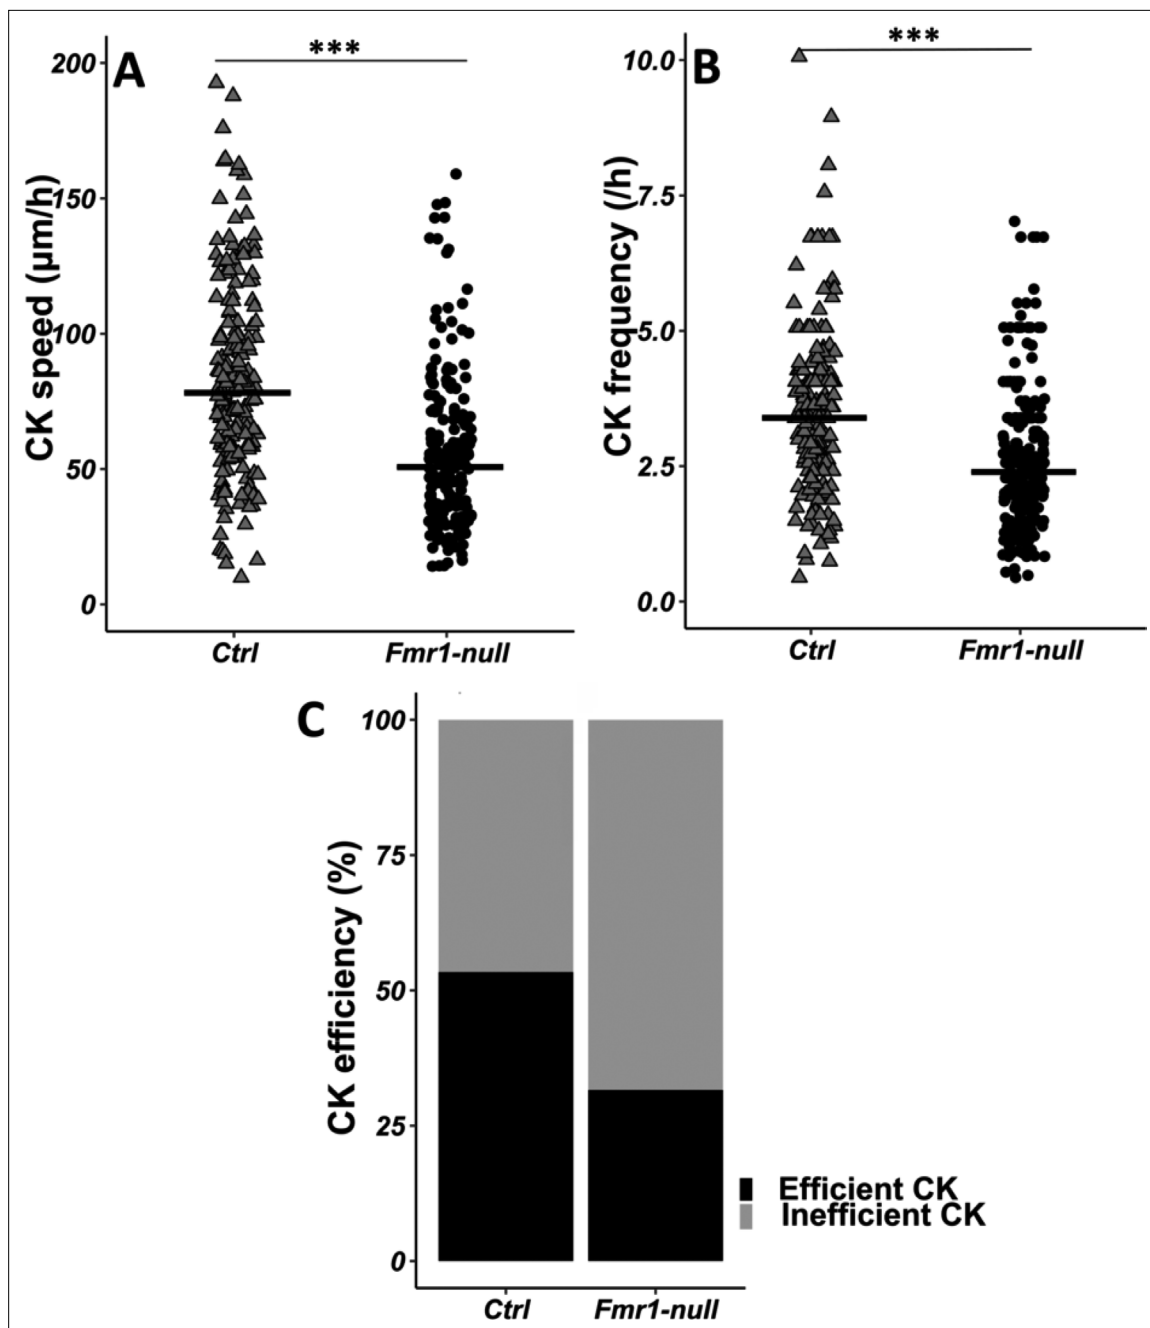 A
***
CK speed (µm/h)
200
150
100
50
0
Ctrl
Fmr1-null
B
***
CK frequency (/h)
10.0
7.5
5.0
2.5
0.0
Ctrl
Fmr1-null
C
CK efficiency (%)
100
75
50
25
0
Ctrl
Fmr1-null
Efficient CK
Inefficient CK